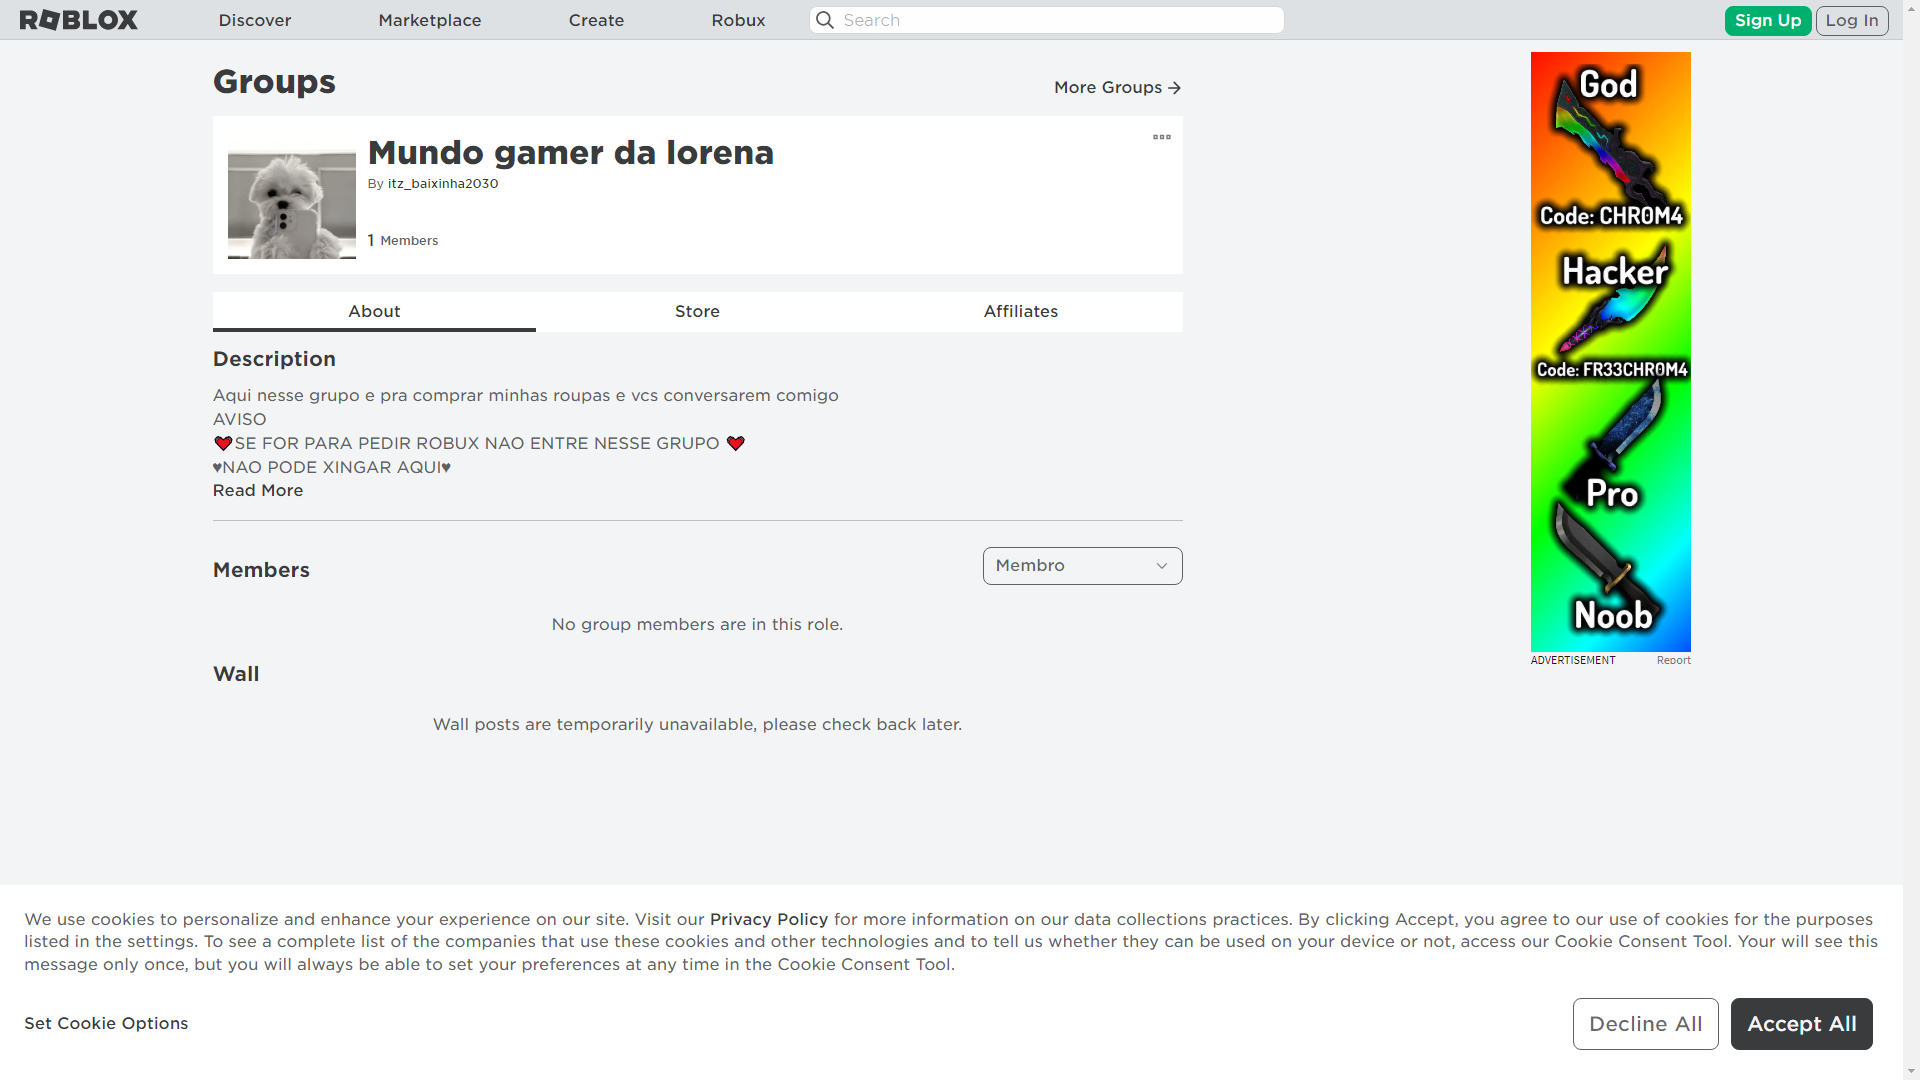 ROBLOX
Discover
Marketplace
Create
Robux
Search
Sign Up
Log In
Groups
More Groups
Mundo gamer da lorena
By itz_baixinha2030
1 Members
About
Store
Affiliates
Description
Aqui nesse grupo e pra comprar minhas roupas e vcs conversarem comigo
AVISO
❤️SE FOR PARA PEDIR ROBUX NAO ENTRE NESSE GRUPO ❤️
♥NAO PODE XINGAR AQUI♥
Read More
Members
Membro
No group members are in this role.
Wall
Wall posts are temporarily unavailable, please check back later.
God
Code: CHR0M4
Hacker
Code: FR33CHR0M4
Pro
Noob
ADVERTISEMENT
Report
We use cookies to personalize and enhance your experience on our site. Visit our Privacy Policy for more information on our data collections practices. By clicking Accept, you agree to our use of cookies for the purposes
listed in the settings. To see a complete list of the companies that use these cookies and other technologies and to tell us whether they can be used on your device or not, access our Cookie Consent Tool. Your will see this
message only once, but you will always be able to set your preferences at any time in the Cookie Consent Tool.
Set Cookie Options
Decline All
Accept All